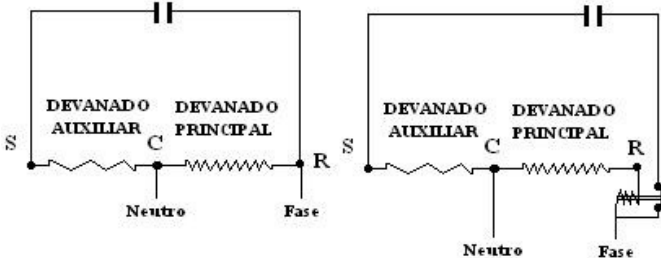 DEVANADO DEVANADO
AUXILIAR PRINCIPAL
S C R
Neutro Fase
DEVANADO DEVANADO
AUXILIAR PRINCIPAL
S C R
Neutro Fase